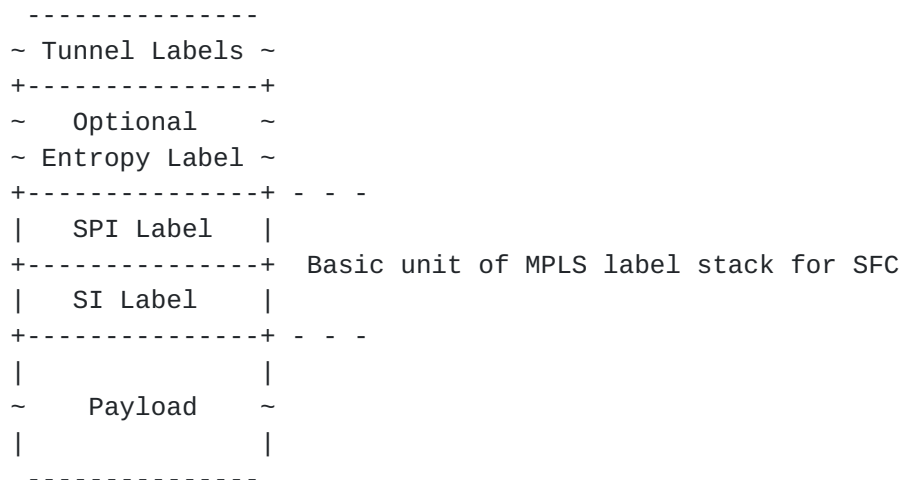 ---------------
~ Tunnel Labels ~
+---------------+
~   Optional    ~
~ Entropy Label ~
+---------------+ - - -
|   SPI Label   |
+---------------+  Basic unit of MPLS label stack for SFC
|   SI Label    |
+---------------+ - - -
|               |
~    Payload    ~
|               |
 ---------------